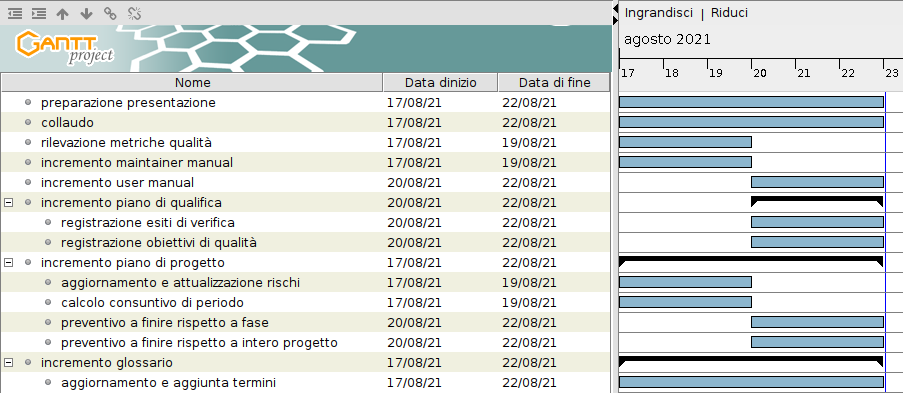 Ingrandisci | Riduci
GANTT project
agosto 2021
17 18 19 20 21 22 23
Nome Data dinizio Data di fine
preparazione presentazione 17/08/21 22/08/21
collaudo 17/08/21 22/08/21
rilevazione metriche qualità 17/08/21 19/08/21
incremento maintainer manual 17/08/21 19/08/21
incremento user manual 20/08/21 22/08/21
incremento piano di qualifica 20/08/21 22/08/21
registrazione esiti di verifica 20/08/21 22/08/21
registrazione obiettivi di qualità 20/08/21 22/08/21
incremento piano di progetto 17/08/21 22/08/21
aggiornamento e attualizzazione rischi 17/08/21 19/08/21
calcolo consuntivo di periodo 17/08/21 19/08/21
preventivo a finire rispetto a fase 20/08/21 22/08/21
preventivo a finire rispetto a intero progetto 20/08/21 22/08/21
incremento glossario 17/08/21 22/08/21
aggiornamento e aggiunta termini 17/08/21 22/08/21